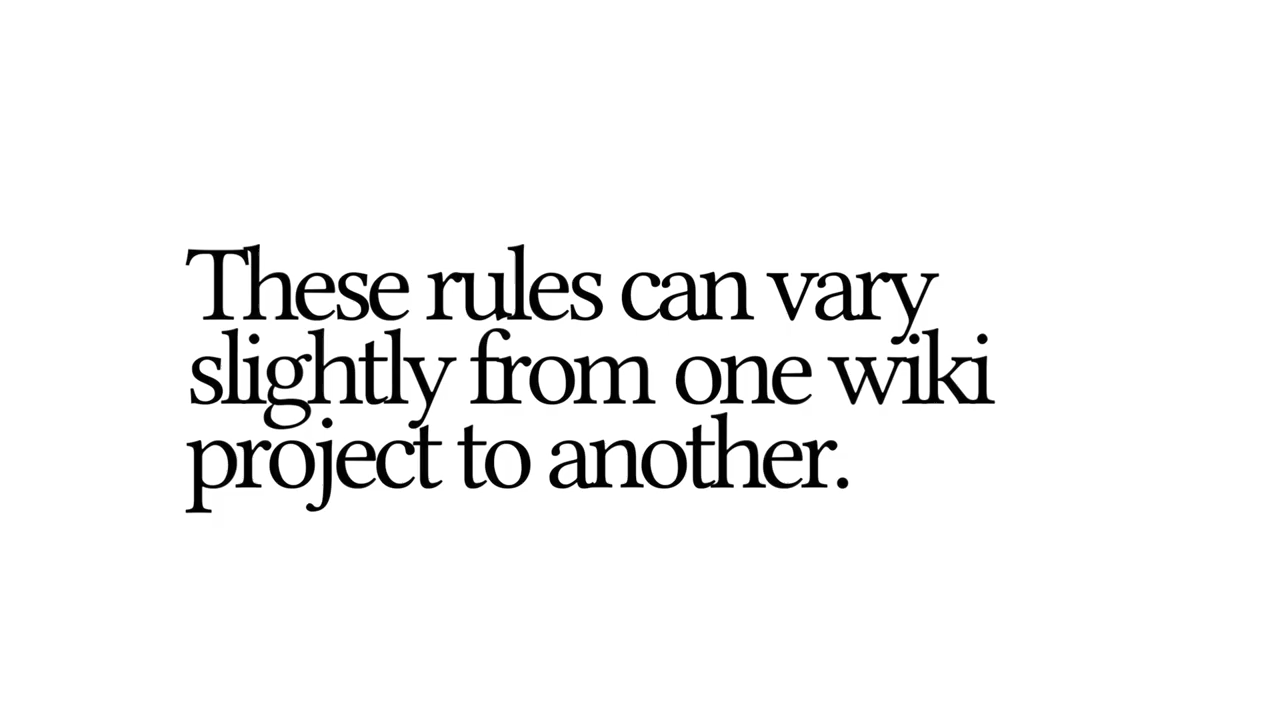 These rules can vary
slightly from one wiki
project to another.